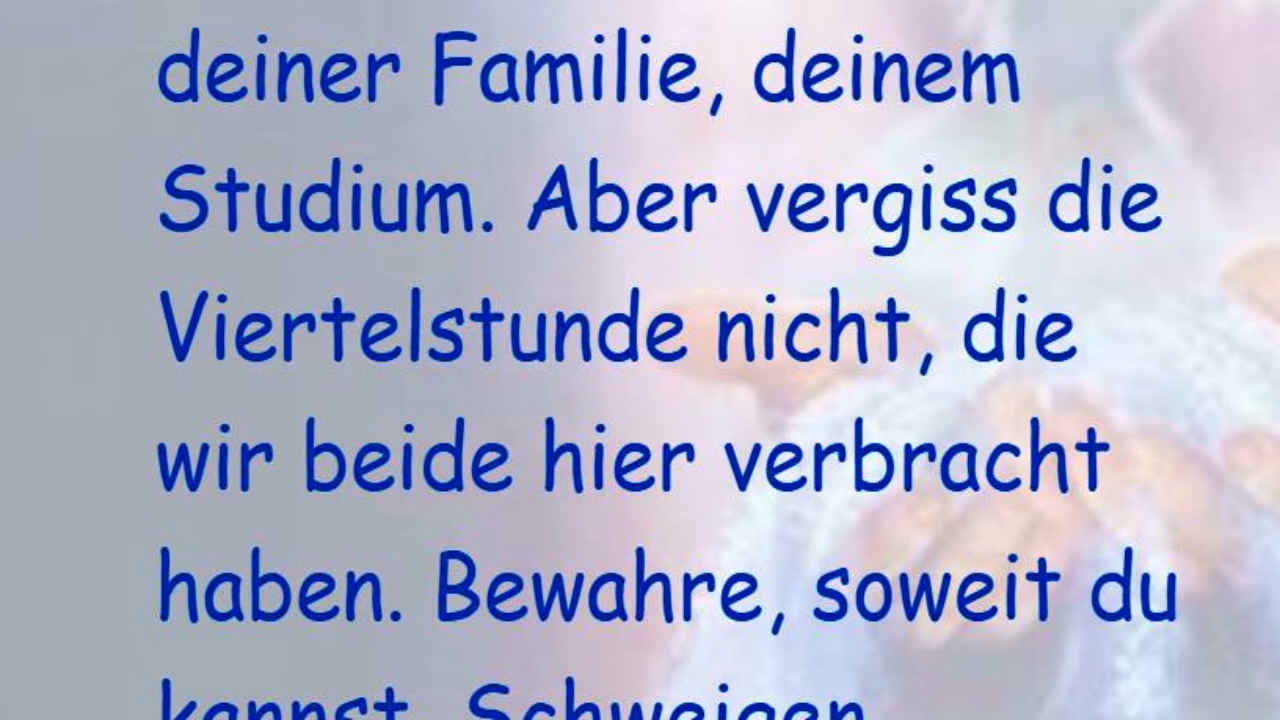 deiner Familie, deinem
Studium. Aber vergiss die
Viertelstunde nicht, die
wir beide hier verbracht
haben. Bewahre, soweit du
kannst, Schweigen,